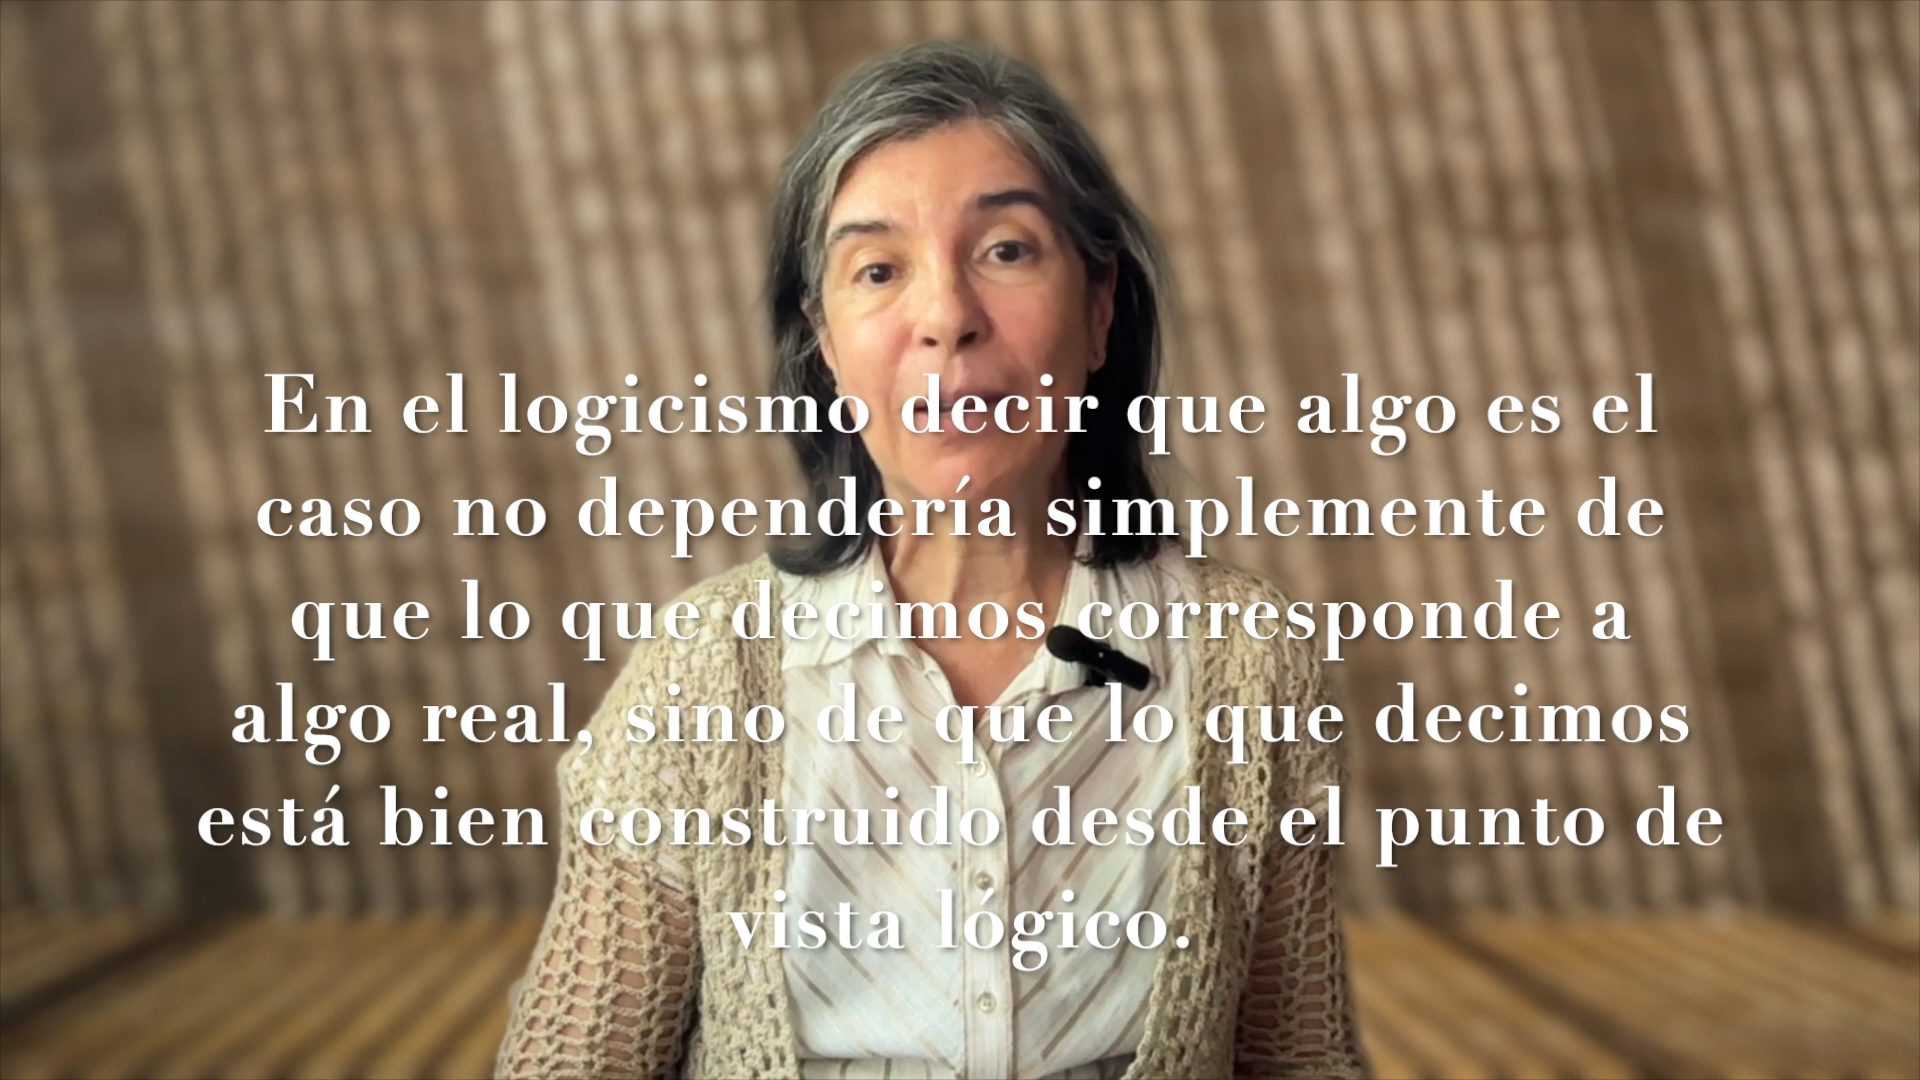 En el logicismo decir que algo es el
caso no dependería simplemente de
que lo que decimos corresponde a
algo real, sino de que lo que decimos
está bien construido desde el punto de
vista lógico.